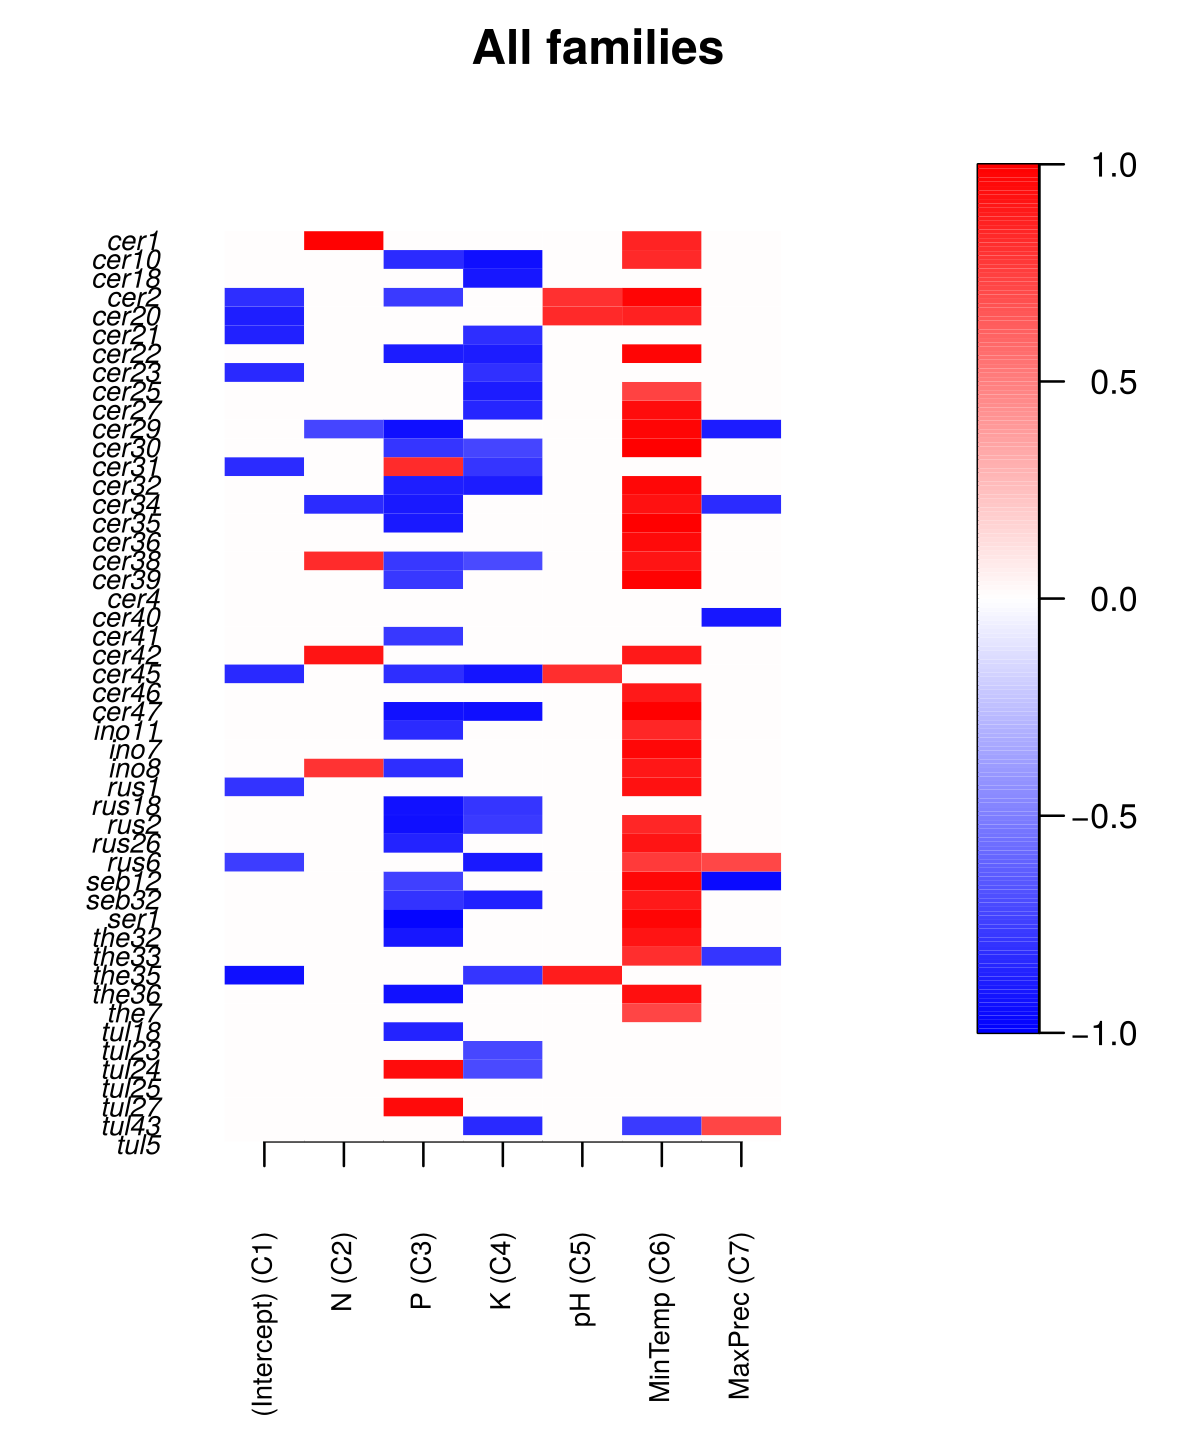 All families
cer1
cer10
cer18
cer2
cer20
cer21
cer22
cer23
cer25
cer27
cer29
cer30
cer31
cer32
cer34
cer35
cer36
cer38
cer39
cer4
cer40
cer41
cer42
cer45
cer46
cer47
ino11
ino7
ino8
rus1
rus18
rus2
rus26
rus6
seb12
seb32
ser1
the32
the33
the35
the36
the7
tul18
tul23
tul24
tul25
tul27
tul43
tul5
1.0
0.5
0.0
−0.5
−1.0
(Intercept) (C1)
N (C2)
P (C3)
K (C4)
pH (C5)
MinTemp (C6)
MaxPrec (C7)